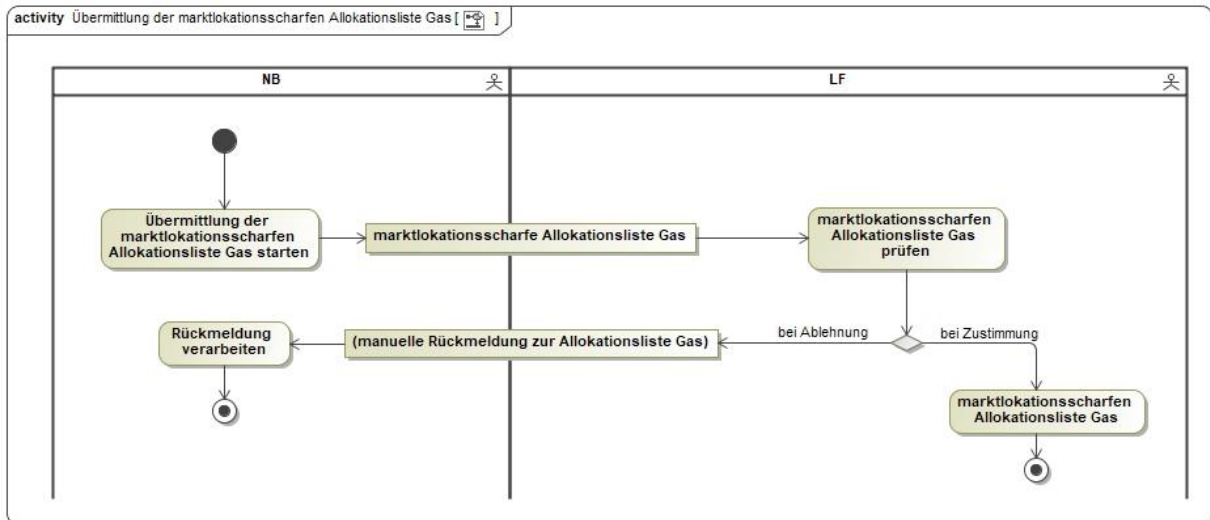 activity Übermittlung der marktlokationsscharfen Allokationsliste Gas [ ]
NB
LF
Übermittlung der
marktlokationsscharfen
Allokationsliste Gas starten
marktlokationsscharfe Allokationsliste Gas
marktlokationsscharfen
Allokationsliste Gas
prüfen
Rückmeldung
verarbeiten
(manuelle Rückmeldung zur Allokationsliste Gas)
bei Ablehnung
bei Zustimmung
marktlokationsscharfen
Allokationsliste Gas